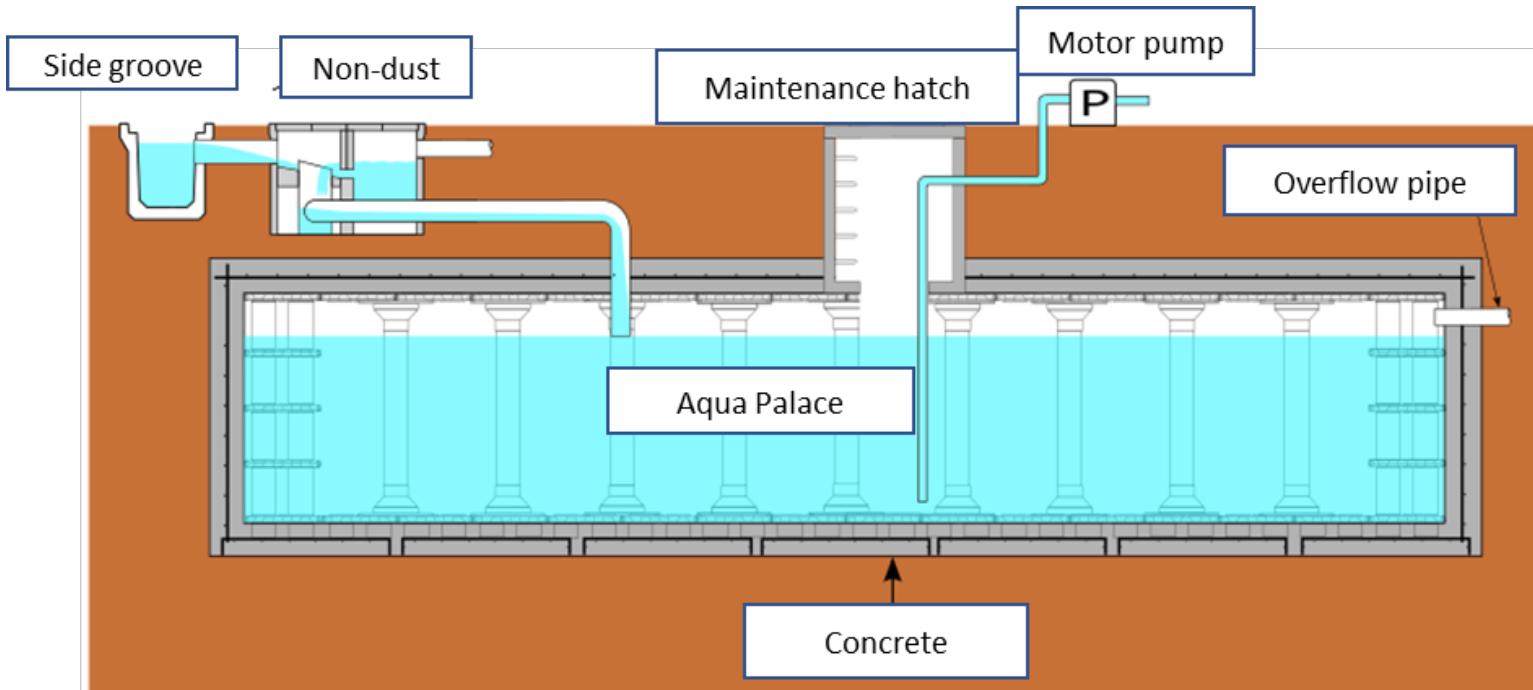 Motor pump
Side groove
Non-dust
Maintenance hatch
P
Overflow pipe
Aqua Palace
Concrete